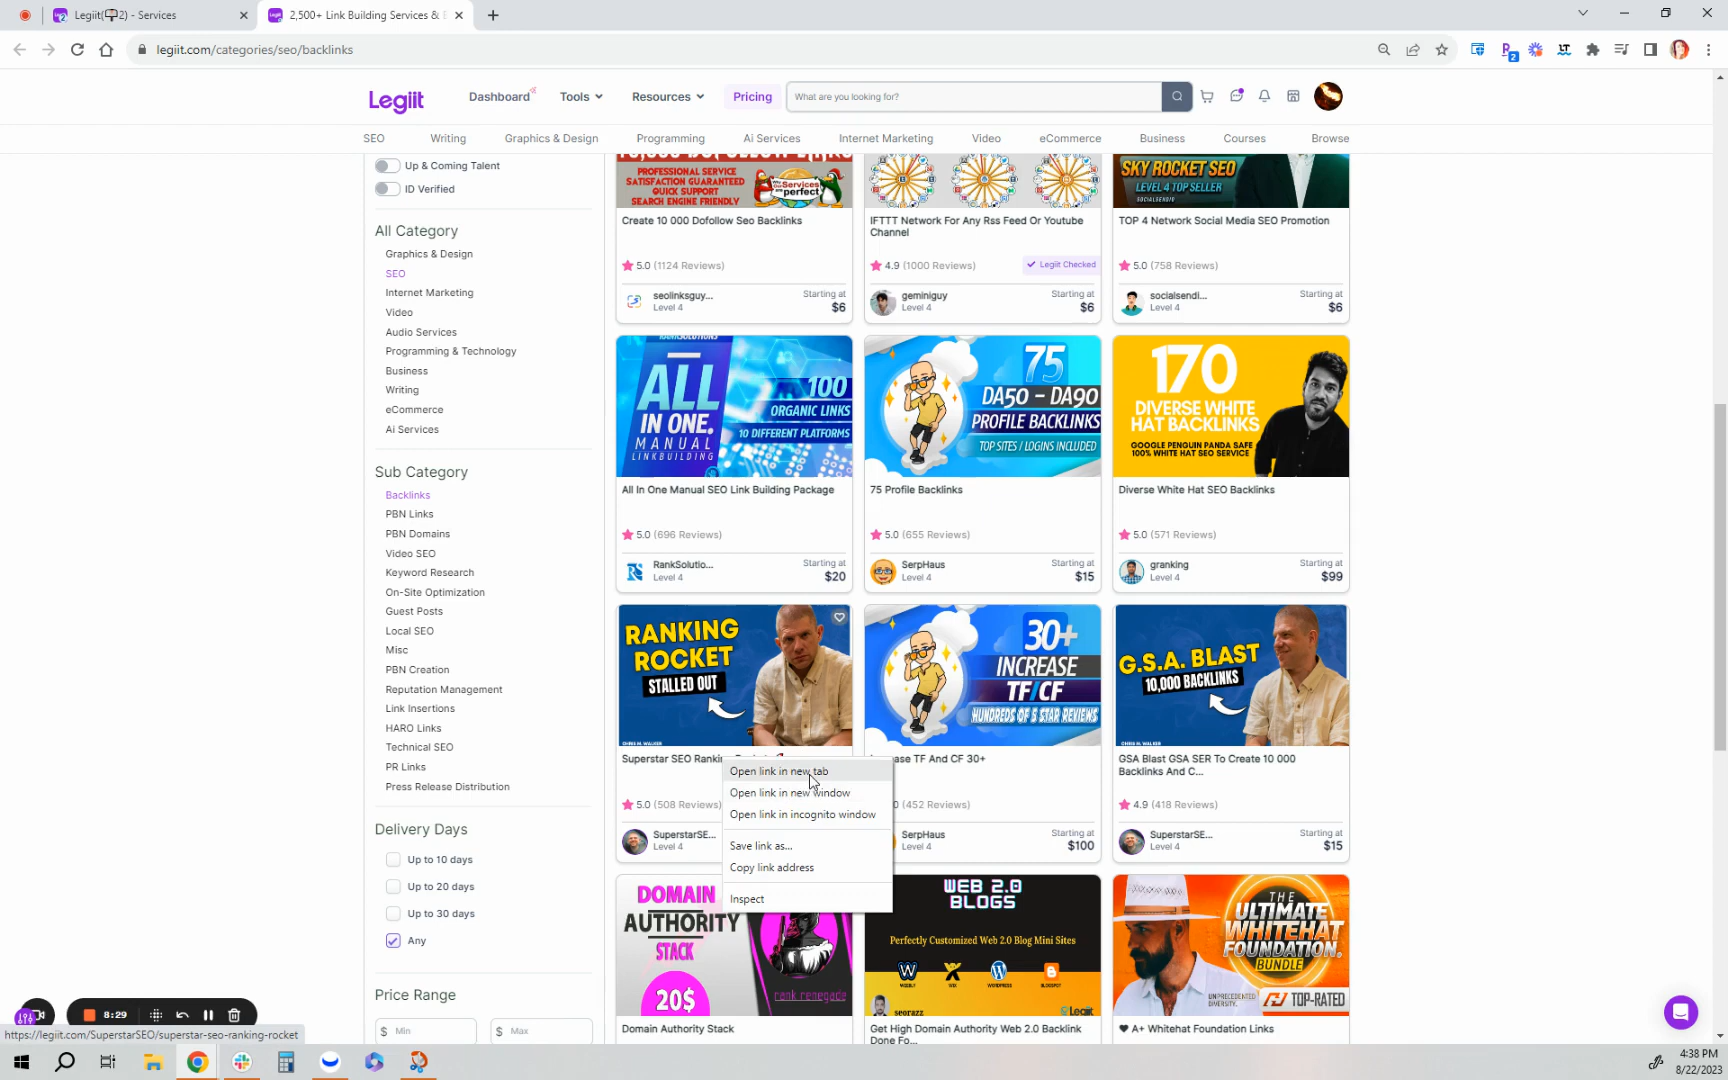 Legiit( 2) - Services
2,500+ Link Building Services & E
legiit.com/categories/seo/backlinks
2
Legiit
Dashboard
Tools
Resources
Pricing
What are you looking for?
SEO
Writing
Graphics & Design
Programming
Ai Services
Internet Marketing
Video
eCommerce
Business
Courses
Browse
Up & Coming Talent
ID Verified
All Category
Graphics & Design
SEO
Internet Marketing
Video
Audio Services
Programming & Technology
Business
Writing
eCommerce
Ai Services
Sub Category
Backlinks
PBN Links
PBN Domains
Video SEO
Keyword Research
On-Site Optimization
Guest Posts
Local SEO
Misc
PBN Creation
Reputation Management
Link Insertions
HARO Links
Technical SEO
PR Links
Press Release Distribution
Delivery Days
Up to 10 days
Up to 20 days
Up to 30 days
Any
Price Range
$ Min
$ Max
PROFESSIONAL SERVICE
SATISFACTION GUARANTEED
QUICK SUPPORT
SEARCH ENGINE FRIENDLY
Create 10 000 Dofollow Seo Backlinks
5.0 (1124 Reviews)
seolinksguy...
Level 4
Starting at
$6
IFTTT Network For Any Rss Feed Or Youtube
Channel
4.9 (1000 Reviews)
Legiit Checked
geminiguy
Level 4
Starting at
$6
SKY ROCKET SEO
LEVEL 4 TOP SELLER
SOCIALSENDIO
TOP 4 Network Social Media SEO Promotion
5.0 (758 Reviews)
socialsendi...
Level 4
Starting at
$6
ALL
IN ONE.
MANUAL
LINKBUILDING
100
ORGANIC LINKS
10 DIFFERENT PLATFORMS
All In One Manual SEO Link Building Package
5.0 (696 Reviews)
RankSolutio...
Level 4
Starting at
$20
75
DA50 - DA90
PROFILE BACKLINKS
TOP SITES / LOGINS INCLUDED
75 Profile Backlinks
5.0 (655 Reviews)
SerpHaus
Level 4
Starting at
$15
170
DIVERSE WHITE
HAT BACKLINKS
GOOGLE PENGUIN PANDA SAFE
100% WHITE HAT SEO SERVICE
Diverse White Hat SEO Backlinks
5.0 (571 Reviews)
granking
Level 4
Starting at
$99
RANKING
ROCKET
STALLED OUT
CHRIS M. WALKER
Superstar SEO Rankin
5.0 (508 Reviews)
SuperstarSE...
Level 4
Open link in new tab
Open link in new window
Open link in incognito window
Save link as...
Copy link address
Inspect
30+
INCREASE
TF/CF
HUNDREDS OF 5 STAR REVIEWS
ase TF And CF 30+
0 (452 Reviews)
SerpHaus
Level 4
Starting at
$100
G.S.A. BLAST
10,000 BACKLINKS
CHRIS M. WALKER
GSA Blast GSA SER To Create 10 000
Backlinks And C...
4.9 (418 Reviews)
SuperstarSE...
Level 4
Starting at
$15
DOMAIN
AUTHORITY
STACK
20$
rank renegade
Domain Authority Stack
WEB 2.0
BLOGS
Perfectly Customized Web 2.0 Blog Mini Sites
WEEBLY
WIX
WORDPRESS
BLOGSPOT
seorazz
Legiit
Get High Domain Authority Web 2.0 Backlink
Done Fo...
THE
ULTIMATE
WHITEHAT
FOUNDATION.
BUNDLE
UNPRECEDENTED
DIVERSITY.
TOP-RATED
A+ Whitehat Foundation Links
8:29
https://legiit.com/SuperstarSEO/superstar-seo-ranking-rocket
4:38 PM
8/22/2023